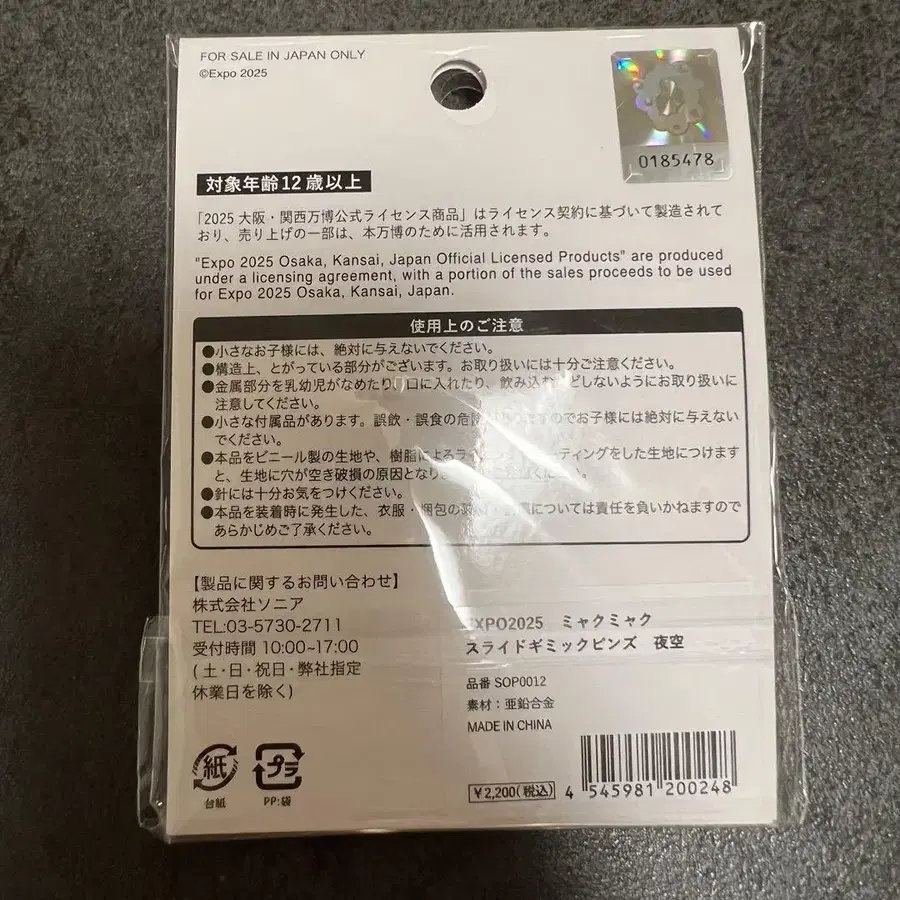 FOR SALE IN JAPAN ONLY
©Expo 2025
0185478
対象年齢12歳以上
「2025 大阪・関西万博公式ライセンス商品」はライセンス契約に基づいて製造されて
おり、売り上げの一部は、本万博のために活用されます。
"Expo 2025 Osaka, Kansai, Japan Official Licensed Products" are produced
under a licensing agreement, with a portion of the sales proceeds to be used
for Expo 2025 Osaka, Kansai, Japan.
使用上のご注意
●小さなお子様には、絶対に与えないでください。
●構造上、とがっている部分がございます。お取り扱いには十分ご注意ください。
●金属部分を乳幼児がなめたり 口に入れたり、飲み込む どしないようにお取り扱いに
注意してください。
●小さな付属品があります。誤飲・誤食の危 ますのでお子様には絶対に与えない
でください。
●本品をビニール製の生地や、樹脂による ティングをした生地につけます
と、生地に穴が空き破損の原因となり ください。
●針には十分お気をつけください。
●本品を装着時に発生した、衣服・梱包の については責任を負いかねますので
あらかじめご了承ください。
【製品に関するお問い合わせ】
株式会社ソニア
TEL:03-5730-2711
受付時間 10:00~17:00
(土・日・祝日・弊社指定
休業日を除く)
EXPO2025 ミャクミャク
スライドギミックピンズ 夜空
品番 SOP0012
素材：亜鉛合金
MADE IN CHINA
紙
台紙
プラ
PP:袋
¥2,200(税込)
4 545981 200248